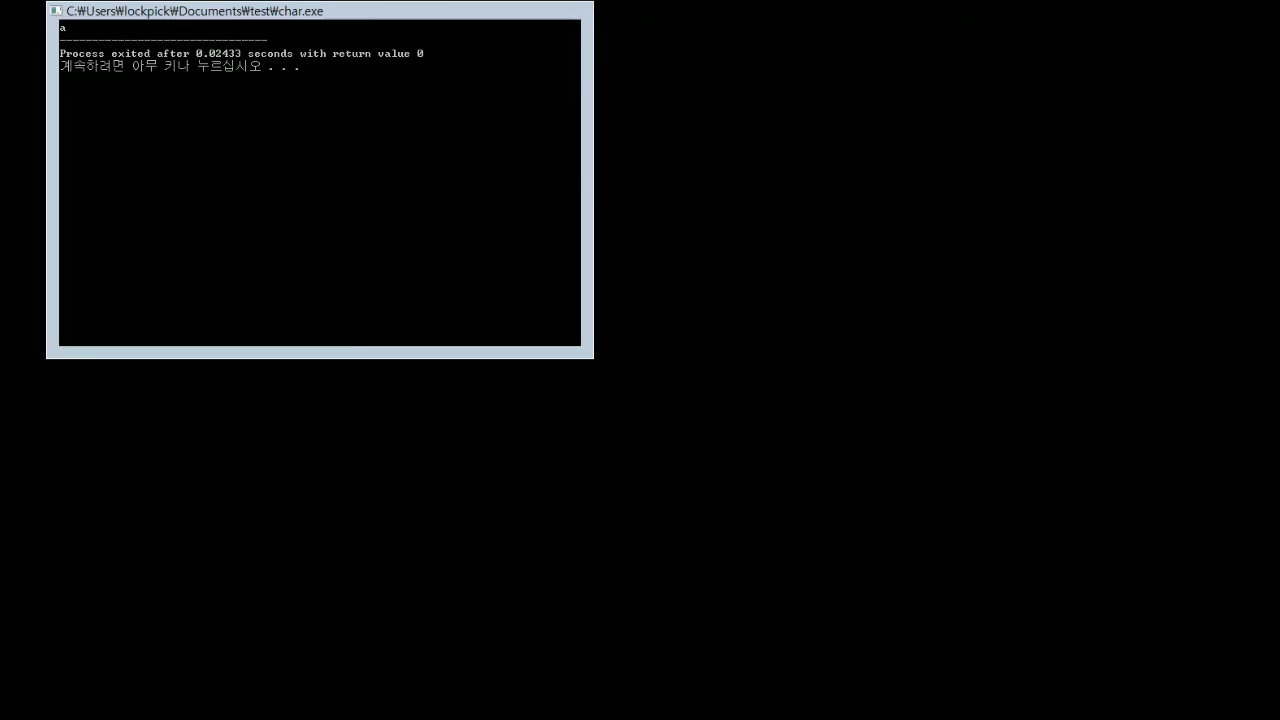 C:₩Users₩lockpick₩Documents₩test₩char.exe
a
--------------------------------
Process exited after 0.02433 seconds with return value 0
계속하려면 아무 키나 누르십시오 . . .